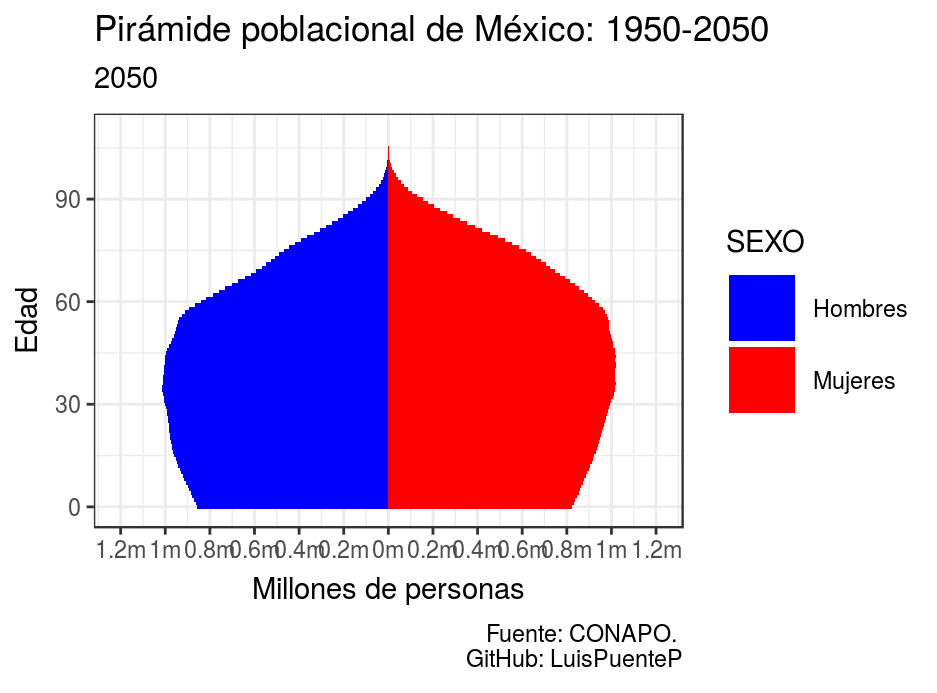 Pirámide poblacional de México: 1950-2050
2050
90
60
30
0
Edad
1.2m 1m 0.8m 0.6m 0.4m 0.2m 0m 0.2m 0.4m 0.6m 0.8m 1m 1.2m
Millones de personas
SEXO
Hombres
Mujeres
Fuente: CONAPO.
GitHub: LuisPuenteP